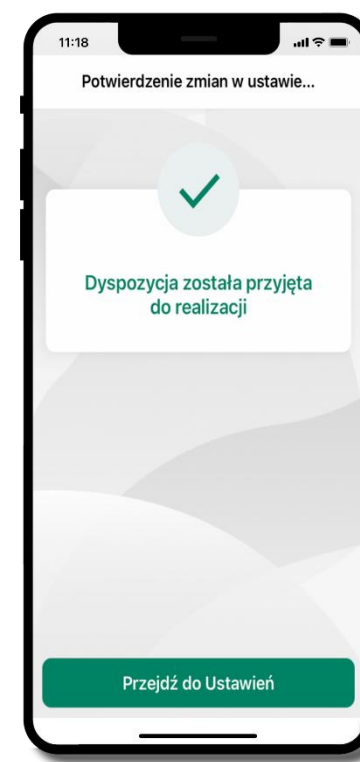 11:18
Potwierdzenie zmian w ustawie...
Dyspozycja została przyjęta
do realizacji
Przejdź do Ustawień